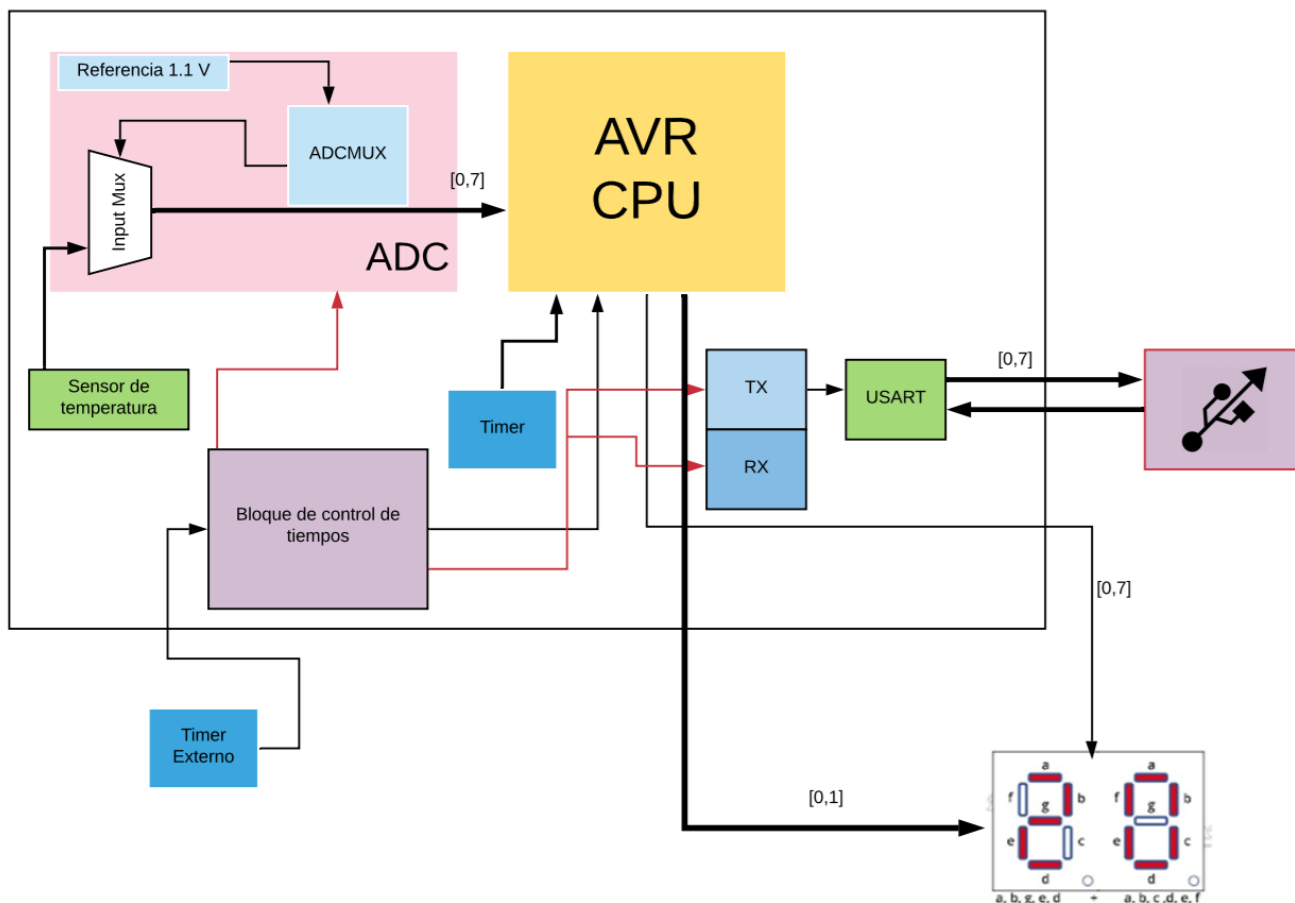 Referencia 1.1 V
ADCMUX
Input Mux
[0,7]
ADC
AVR
CPU
Sensor de
temperatura
Timer
TX
RX
USART
[0,7]
Bloque de control de
tiempos
[0,7]
Timer
Externo
[0,1]
a
a
f
g
b
f
g
b
e
c
e
c
d
d
a, b, g, e, d + a, b, c ,d, e, f